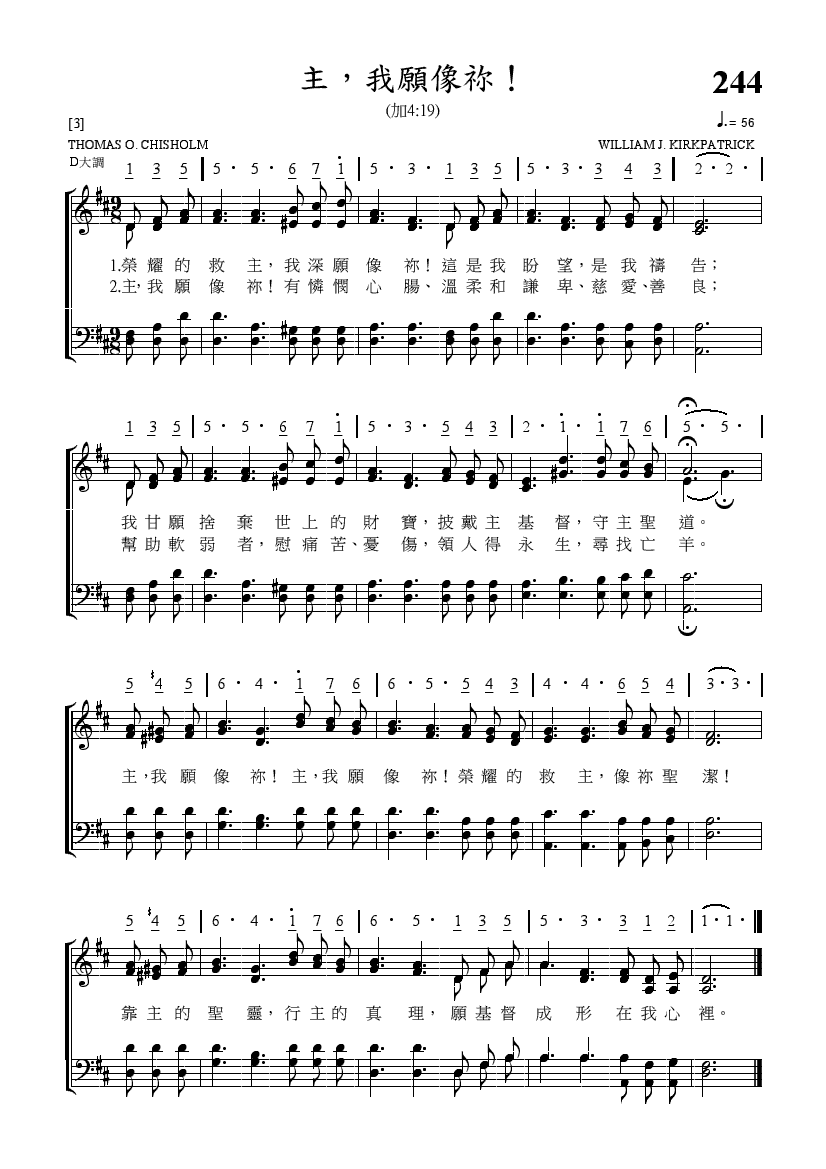 主，我願像祢！
244
(加4:19)
[3]
♩.= 56
THOMAS O. CHISHOLM
WILLIAM J. KIRKPATRICK
D大調
1 3 5 | 5· 5· 6 7 1̇ | 5· 3· 1 3 5 | 5· 3· 3 4 3 | 2· 2· |
1.榮耀的救主，我深願像祢！這是我盼望，是我禱告；
2.主，我願像祢！有憐憫心腸、溫柔和謙卑、慈愛、善良；
1 3 5 | 5· 5· 6 7 1̇ | 5· 3· 5 4 3 | 2· 1̇· 1̇ 7 6 | 5· 5· |
我甘願捨棄世上的財寶，披戴主基督，守主聖道。
幫助軟弱者，慰痛苦、憂傷，領人得永生，尋找亡羊。
5 ♯4 5 | 6· 4· 1̇ 7 6 | 6· 5· 5 4 3 | 4· 4· 6 5 4 | 3· 3· |
主，我願像祢！主，我願像祢！榮耀的救主，像祢聖潔！
5 ♯4 5 | 6· 4· 1̇ 7 6 | 6· 5· 1 3 5 | 5· 3· 3 1 2 | 1· 1· ‖
靠主的聖靈，行主的真理，願基督成形在我心裡。